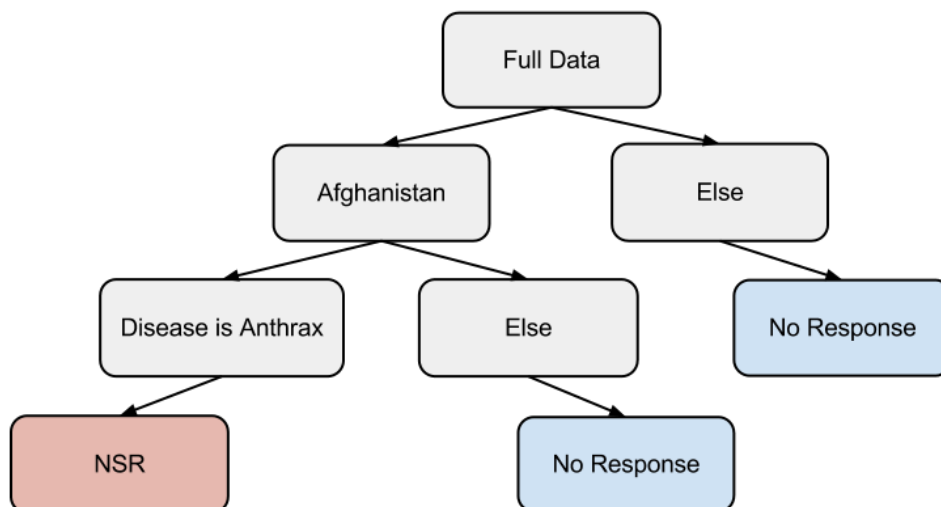 Full Data
Afghanistan
Else
Disease is Anthrax
Else
No Response
NSR
No Response